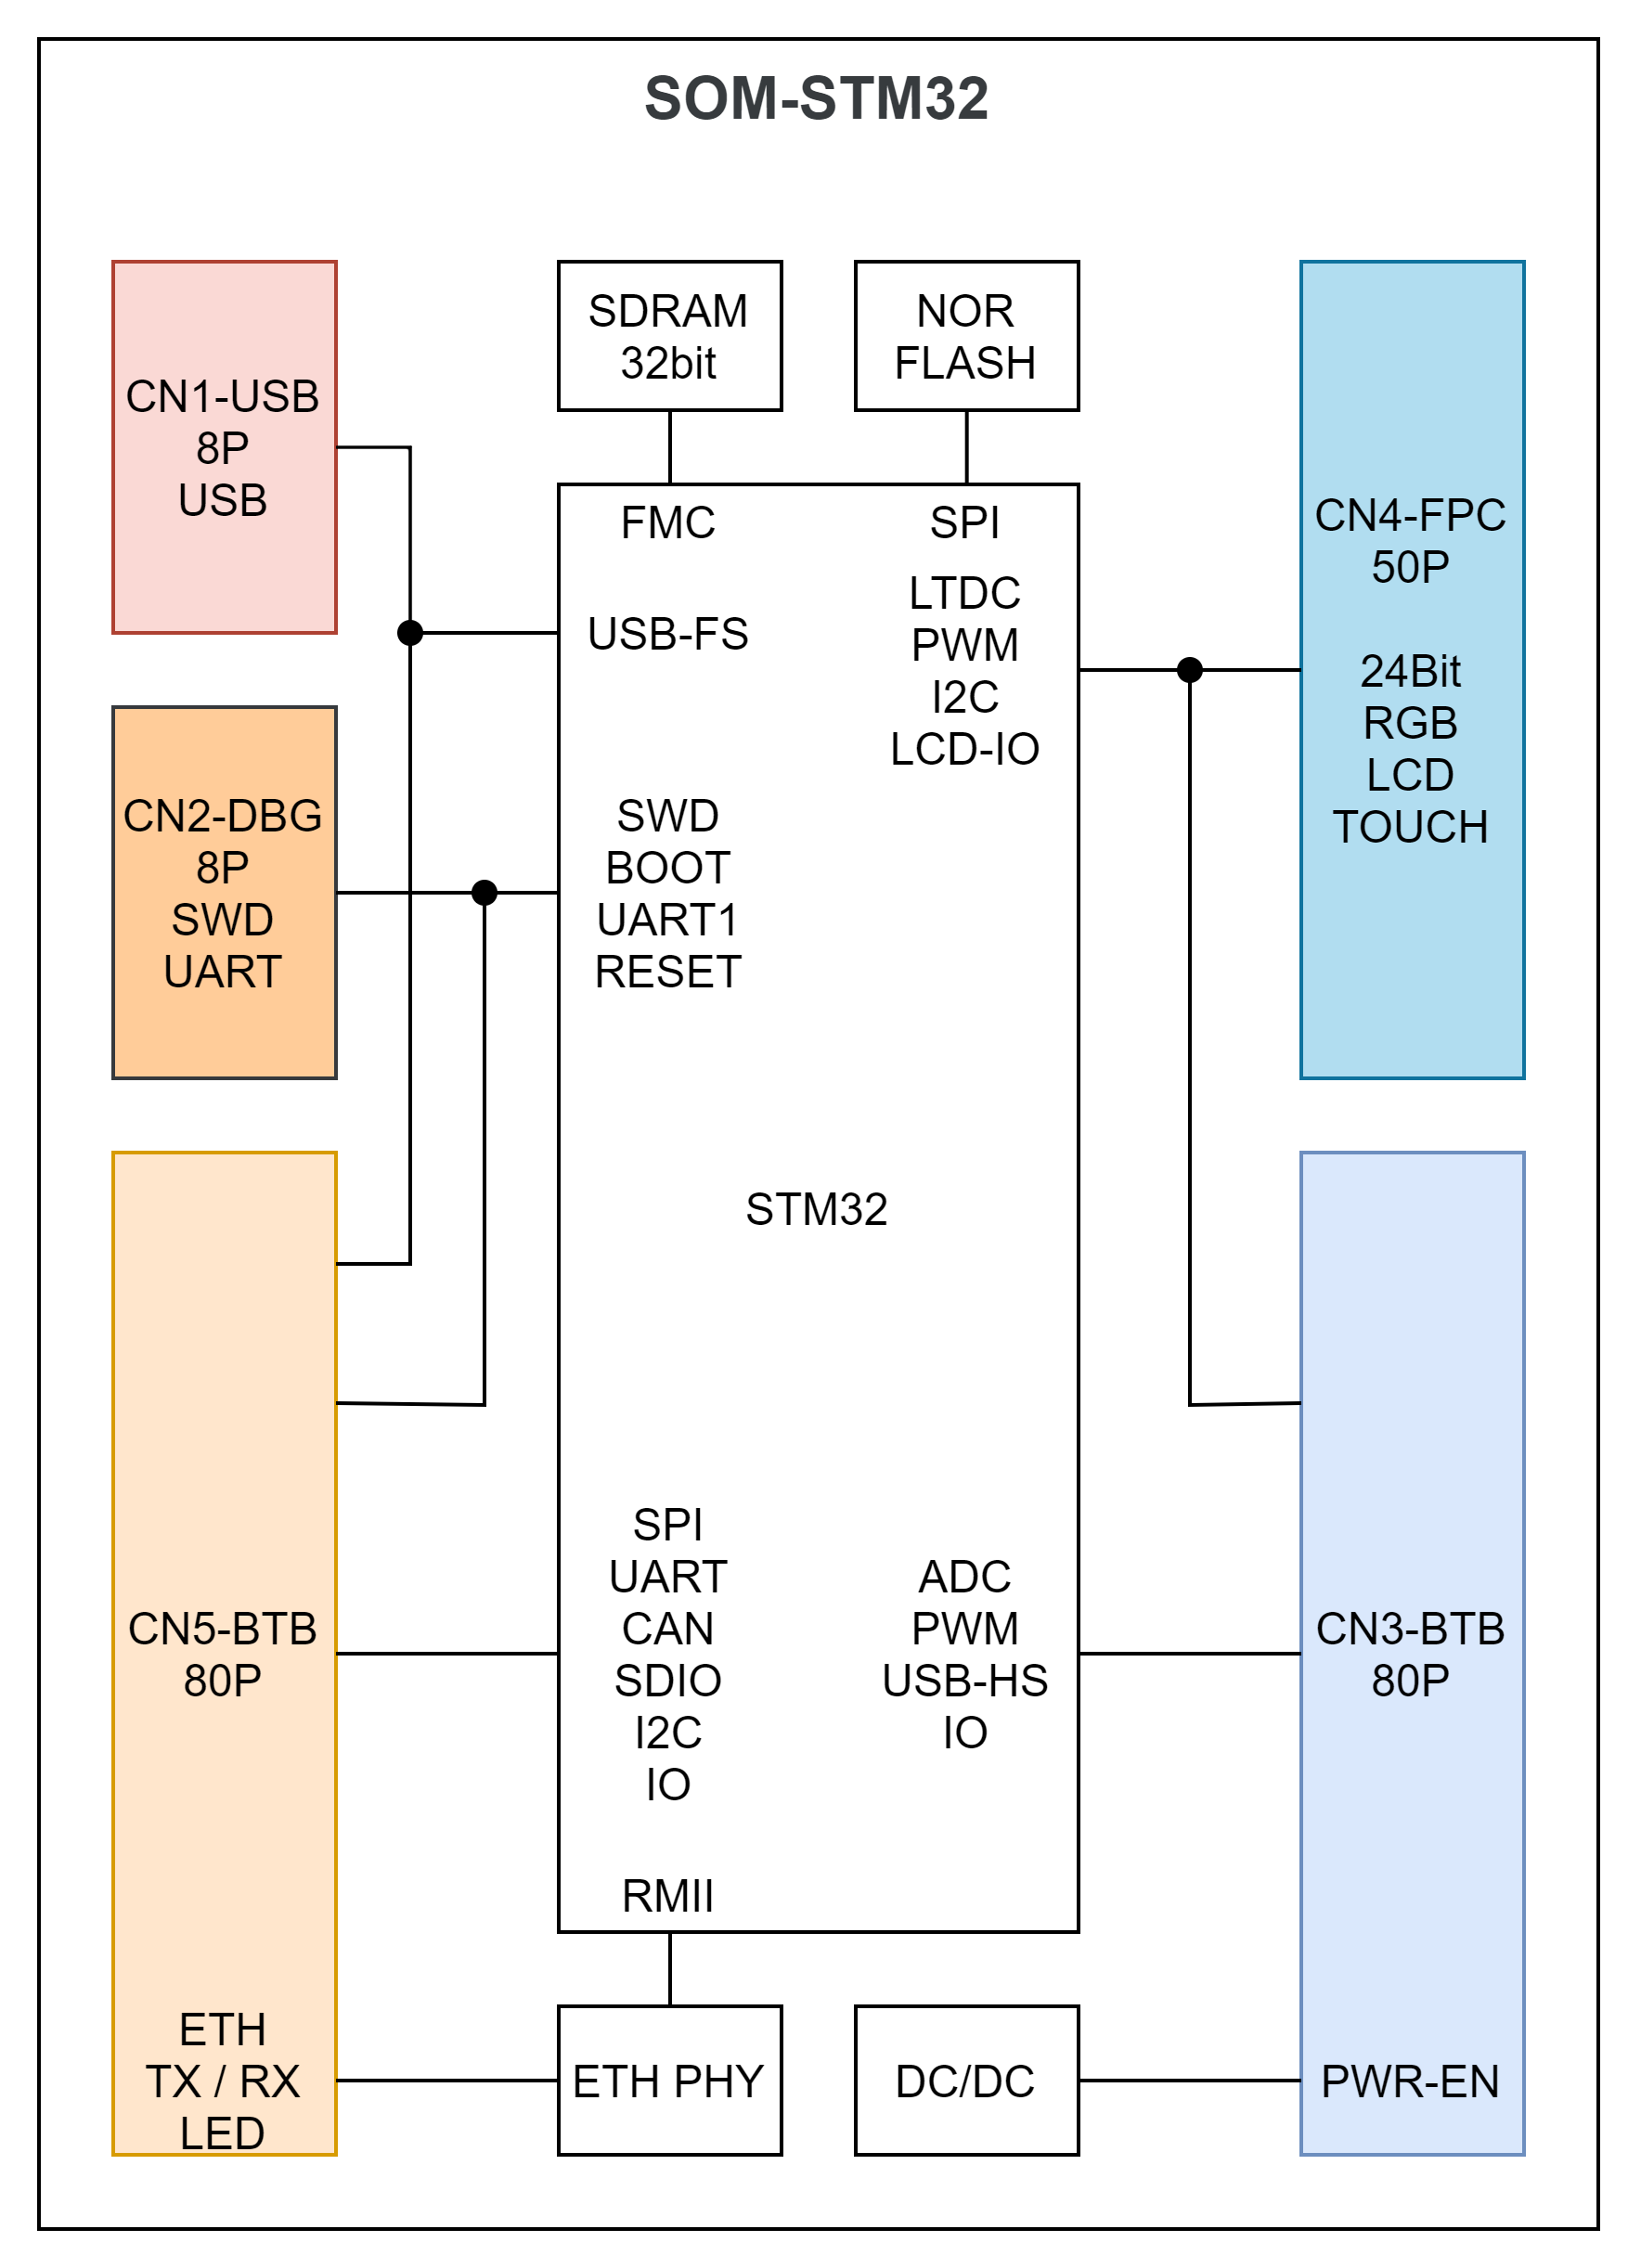 SOM-STM32
CN1-USB
8P
USB
SDRAM
32bit
NOR
FLASH
CN4-FPC
50P
24Bit
RGB
LCD
TOUCH
CN2-DBG
8P
SWD
UART
FMC
SPI
USB-FS
LTDC
PWM
I2C
LCD-IO
SWD
BOOT
UART1
RESET
STM32
SPI
UART
CAN
SDIO
I2C
IO
ADC
PWM
USB-HS
IO
RMII
CN5-BTB
80P
ETH
TX / RX
LED
CN3-BTB
80P
PWR-EN
ETH PHY
DC/DC